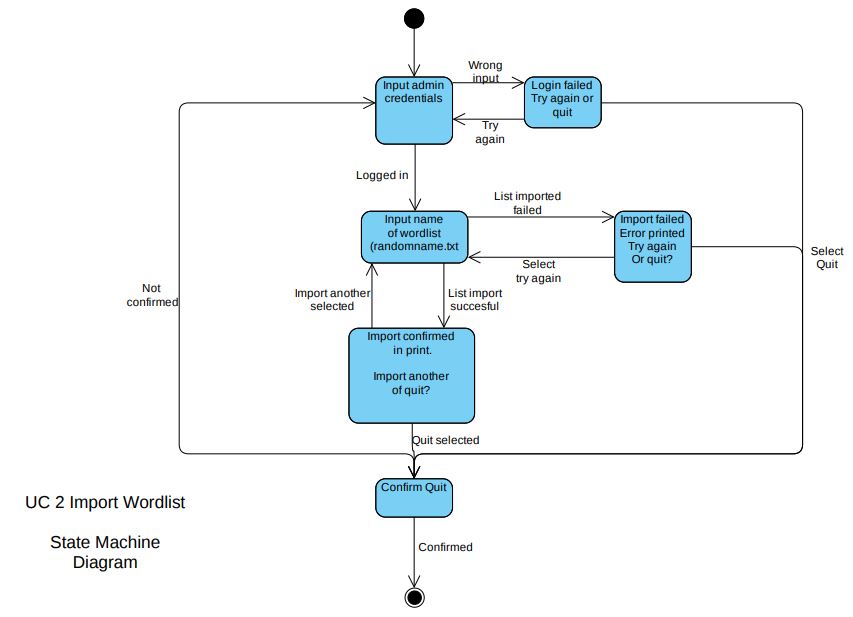 Input admin
credentials
Wrong
input
Login failed
Try again or
quit
Try
again
Logged in
Input name
of wordlist
(randomname.txt
List imported
failed
Import failed
Error printed
Try again
Or quit?
Select
try again
Select
Quit
Not
confirmed
Import another
selected
List import
succesful
Import confirmed
in print.
Import another
of quit?
Quit selected
Confirm Quit
Confirmed
UC 2 Import Wordlist
State Machine
Diagram